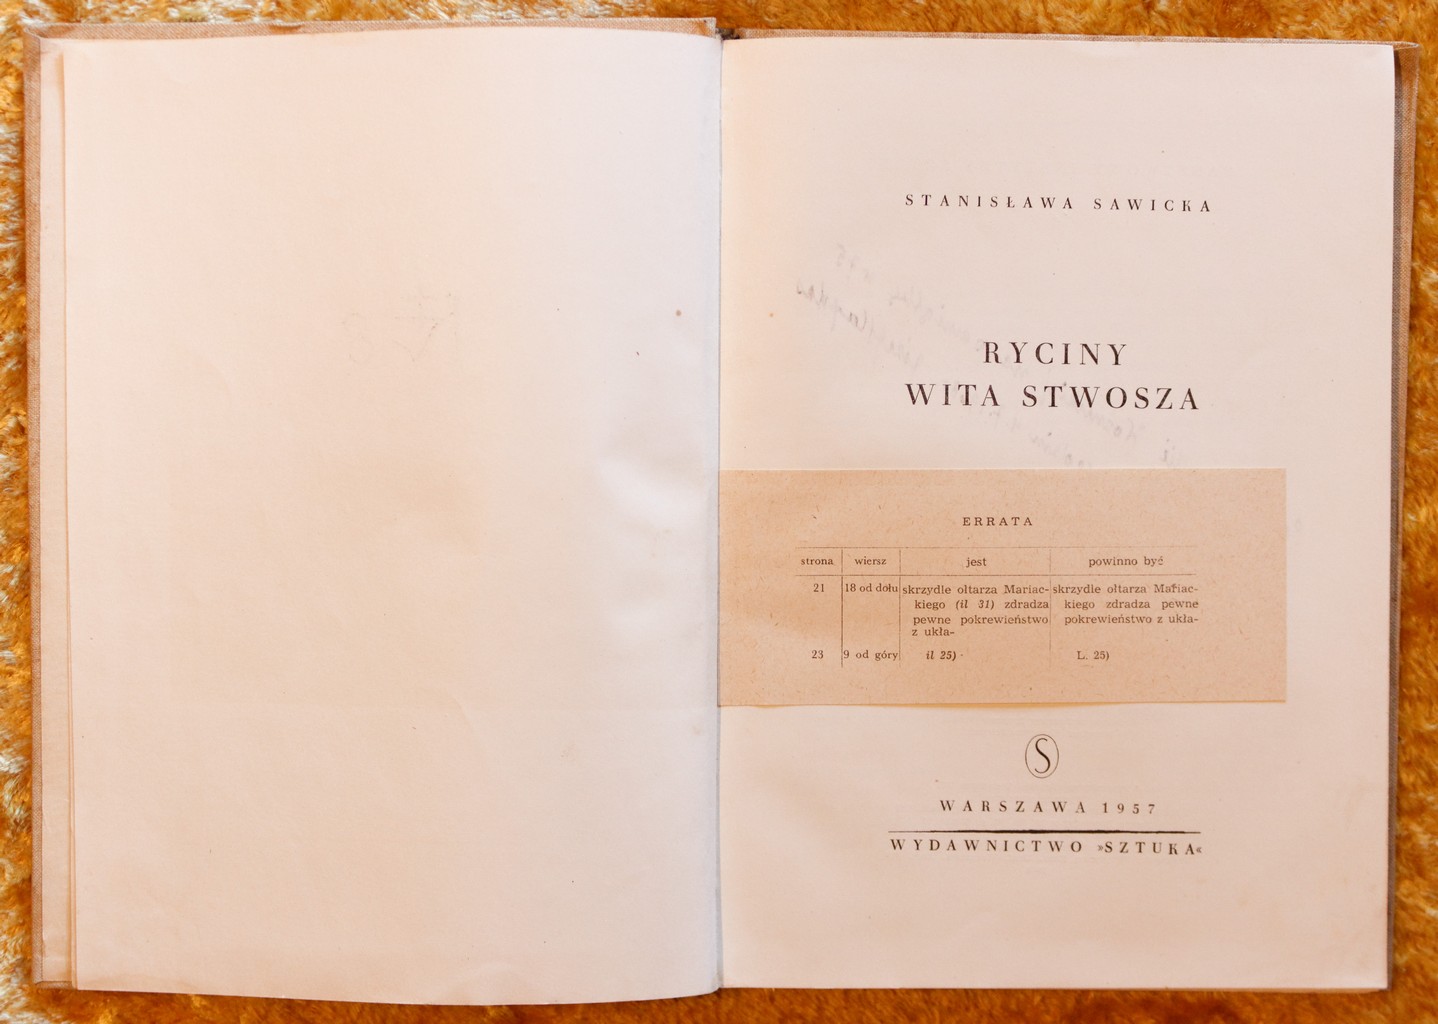 STANISŁAWA SAWICKA
RYCINY
WITA STWOSZA
ERRATA
strona wiersz jest powinno być
21 18 od dołu skrzydle ołtarza Mariac- skrzydle ołtarza Mariac-
kiego (il 31) zdradza kiego zdradza pewne
pewne pokrewieństwo pokrewieństwo z ukła-
z ukła-
23 9 od góry il 25) L. 25)
S
WARSZAWA 1957
WYDAWNICTWO »SZTUKA«